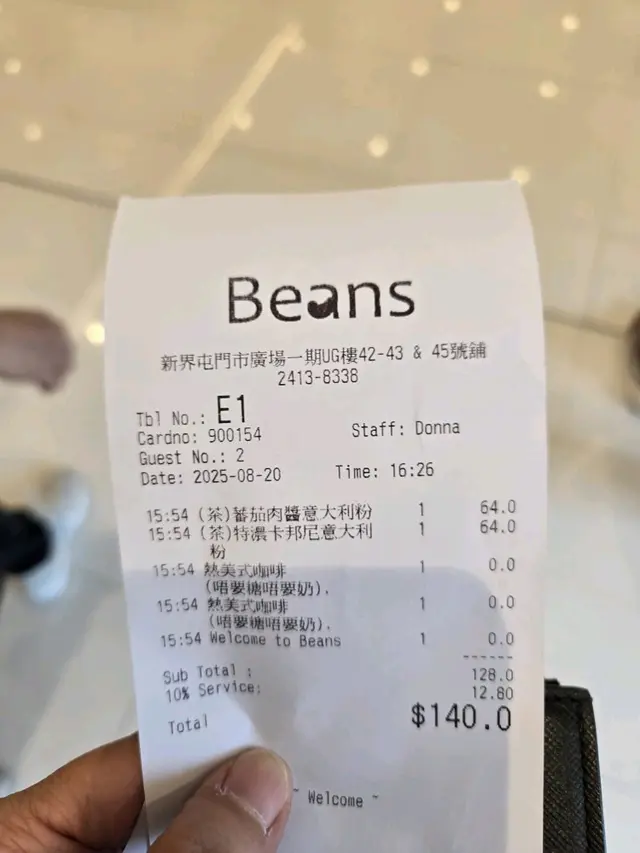 Beans
新界屯門市廣場一期UG樓42-43 & 45號舖
2413-8338
Tbl No.: E1
Cardno: 900154 Staff: Donna
Guest No.: 2
Date: 2025-08-20 Time: 16:26
15:54 (茶)蕃茄肉醬意大利粉 1 64.0
15:54 (茶)特濃卡邦尼意大利 1 64.0
粉
15:54 熱美式咖啡 1 0.0
(唔要糖唔要奶).
15:54 熱美式咖啡 1 0.0
(唔要糖唔要奶).
15:54 Welcome to Beans 1 0.0
------
Sub Total : 128.0
10% Service: 12.80
Total $140.0
~ Welcome ~